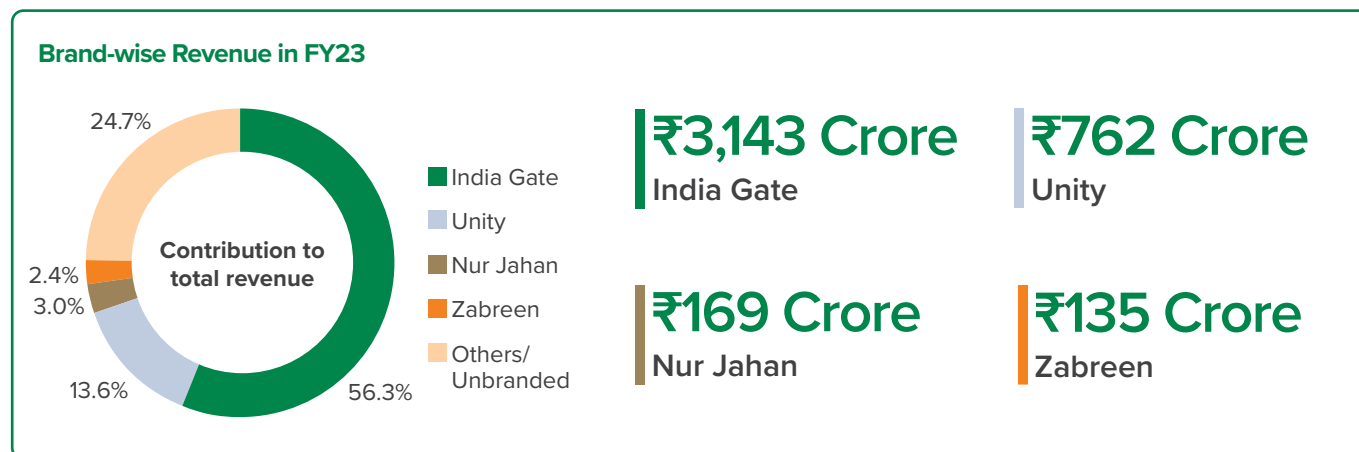 Brand-wise Revenue in FY23
24.7%
2.4%
3.0%
13.6%
56.3%
Contribution to
total revenue
India Gate
Unity
Nur Jahan
Zabreen
Others/
Unbranded
₹3,143 Crore
India Gate
₹762 Crore
Unity
₹169 Crore
Nur Jahan
₹135 Crore
Zabreen